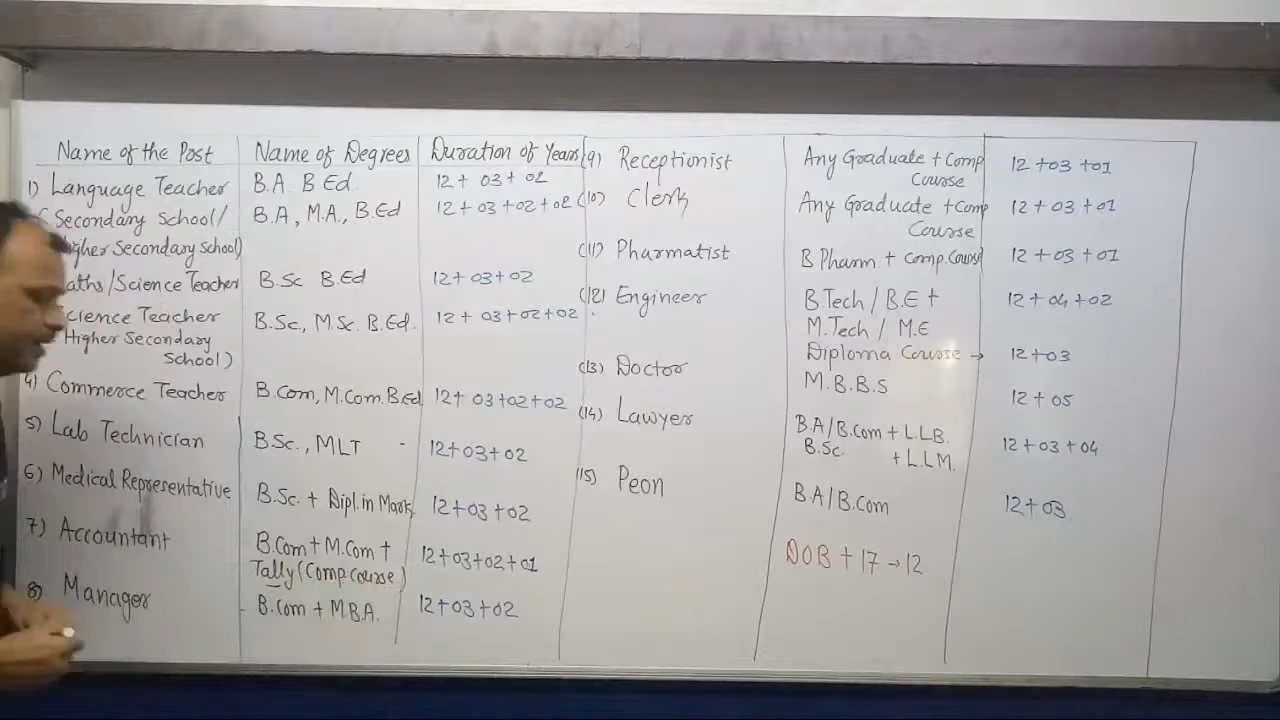 Name of the Post Name of Degrees Duration of Years
1) Language Teacher B.A. B Ed 12 + 03 + 02
(Secondary School/ B.A, M.A., B.Ed 12 + 03 + 02 + 02
Higher Secondary School)
Maths/Science Teacher B.Sc B.Ed 12 + 03 + 02
Science Teacher B.Sc, M.Sc. B.Ed. 12 + 03 + 02 + 02
Higher Secondary
School)
4) Commerce Teacher B.Com, M.Com. B.Ed 12 + 03 + 02 + 02
5) Lab Technician B.Sc., MLT - 12 + 03 + 02
6) Medical Representative B.Sc. + Dipl. in Mark. 12 + 03 + 02
7) Accountant B.Com + M.Com + 12 + 03 + 02 + 01
Tally (Comp course)
8) Manager B.Com + M.B.A. 12 + 03 + 02
(9) Receptionist Any Graduate + Comp 12 + 03 + 01
Course
(10) Clerk Any Graduate + Comp 12 + 03 + 01
Course
(11) Pharmatist B Pharm. + Comp. Course 12 + 03 + 01
(12) Engineer B.Tech / B.E + 12 + 04 + 02
M.Tech / M.E
Diploma Course → 12 + 03
(13) Doctor M.B.B.S 12 + 05
(14) Lawyer B.A/B.Com + L.L.B. 12 + 03 + 04
B.Sc. + L.L.M.
(15) Peon B.A/B.Com 12 + 03
DOB + 17 → 12